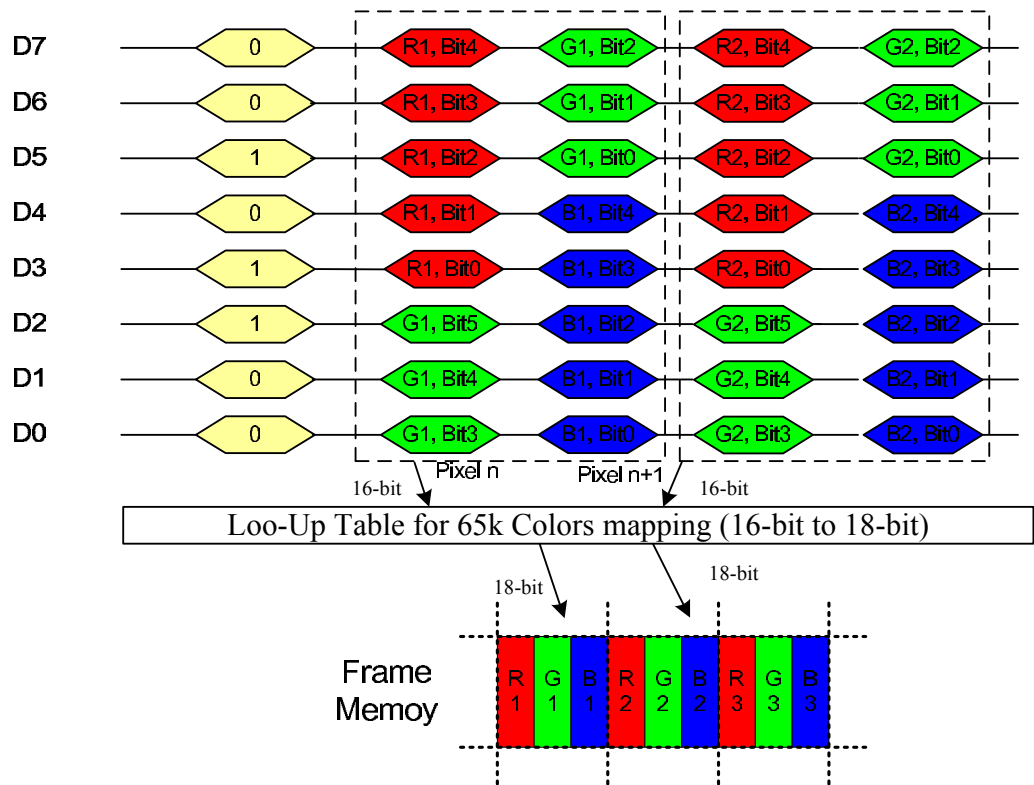 D7 0 R1, Bit4 G1, Bit2 R2, Bit4 G2, Bit2
D6 0 R1, Bit3 G1, Bit1 R2, Bit3 G2, Bit1
D5 1 R1, Bit2 G1, Bit0 R2, Bit2 G2, Bit0
D4 0 R1, Bit1 B1, Bit4 R2, Bit1 B2, Bit4
D3 1 R1, Bit0 B1, Bit3 R2, Bit0 B2, Bit3
D2 1 G1, Bit5 B1, Bit2 G2, Bit5 B2, Bit2
D1 0 G1, Bit4 B1, Bit1 G2, Bit4 B2, Bit1
D0 0 G1, Bit3 B1, Bit0 G2, Bit3 B2, Bit0
Pixel n Pixel n+1
16-bit 16-bit
Loo-Up Table for 65k Colors mapping (16-bit to 18-bit)
18-bit 18-bit
Frame
Memoy
R G B R G B R G B
1 1 1 2 2 2 3 3 3